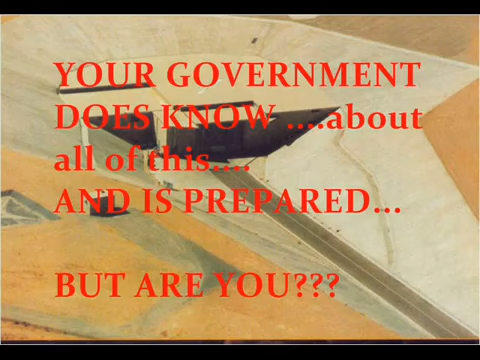 YOUR GOVERNMENT
DOES KNOW ....about
all of this....
AND IS PREPARED...
BUT ARE YOU???